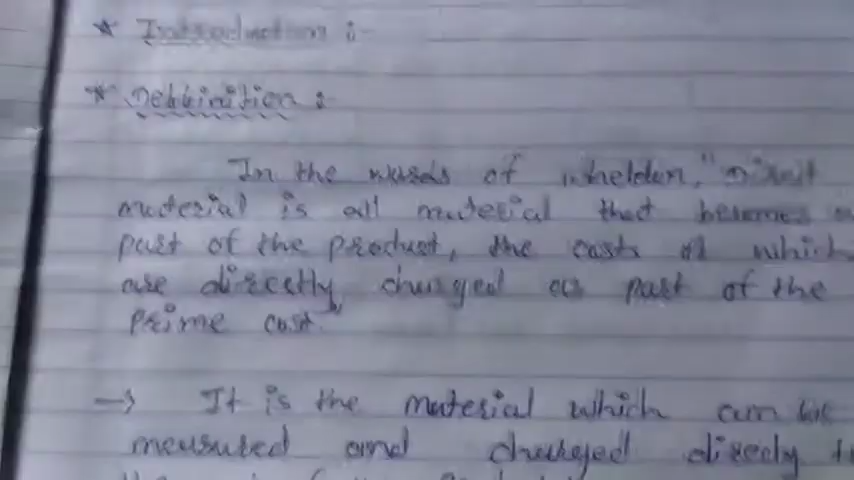 * Introduction :-
* Deffinition :
In the words of whelden, "Direct
material is all material that becomes a
part of the product, the costs of which
are directly charged as part of the
prime cost."
→ It is the material which can be
measured and charged directly to